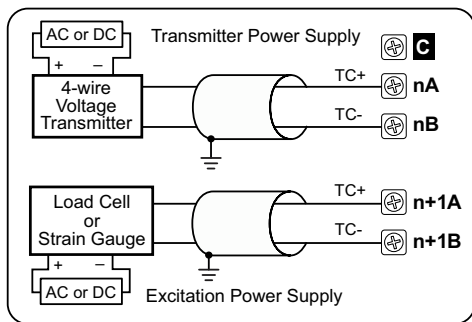 AC or DC
Transmitter Power Supply
C
+ –
4-wire
Voltage
Transmitter
TC+
nA
TC-
nB
Load Cell
or
Strain Gauge
TC+
n+1A
TC-
n+1B
+ –
AC or DC
Excitation Power Supply